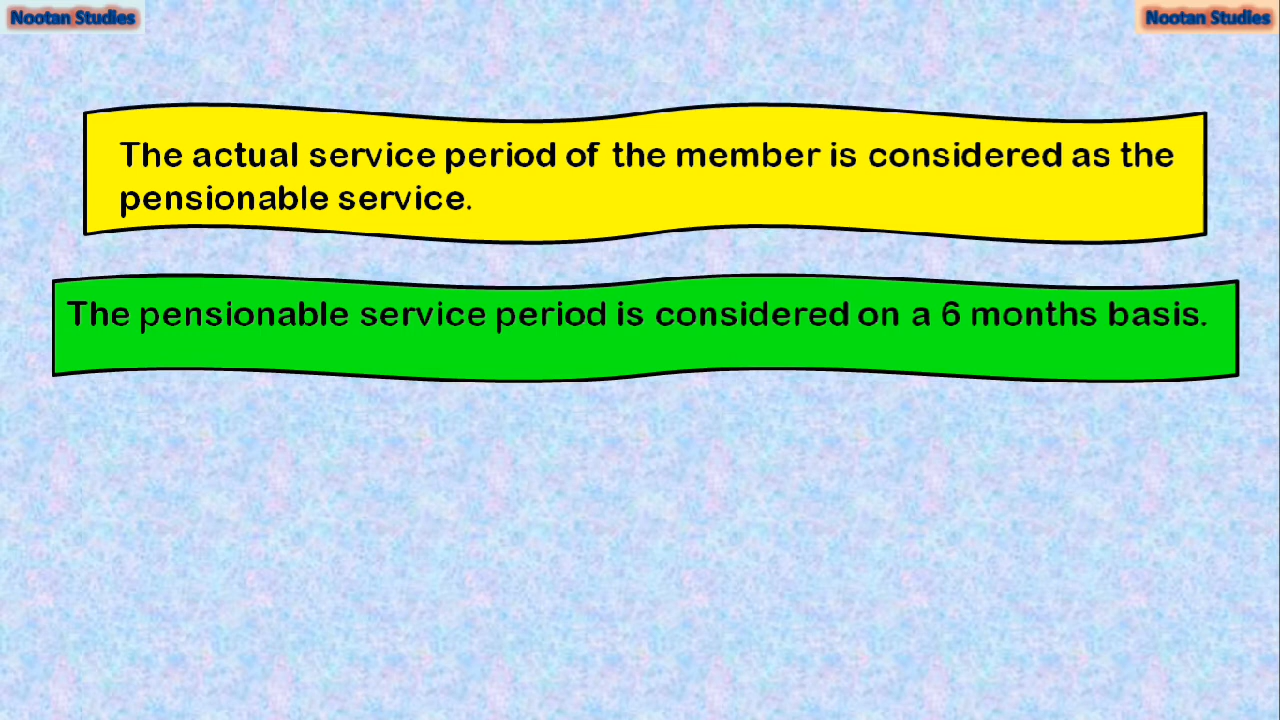 Nootan Studies
Nootan Studies
The actual service period of the member is considered as the
pensionable service.
The pensionable service period is considered on a 6 months basis.